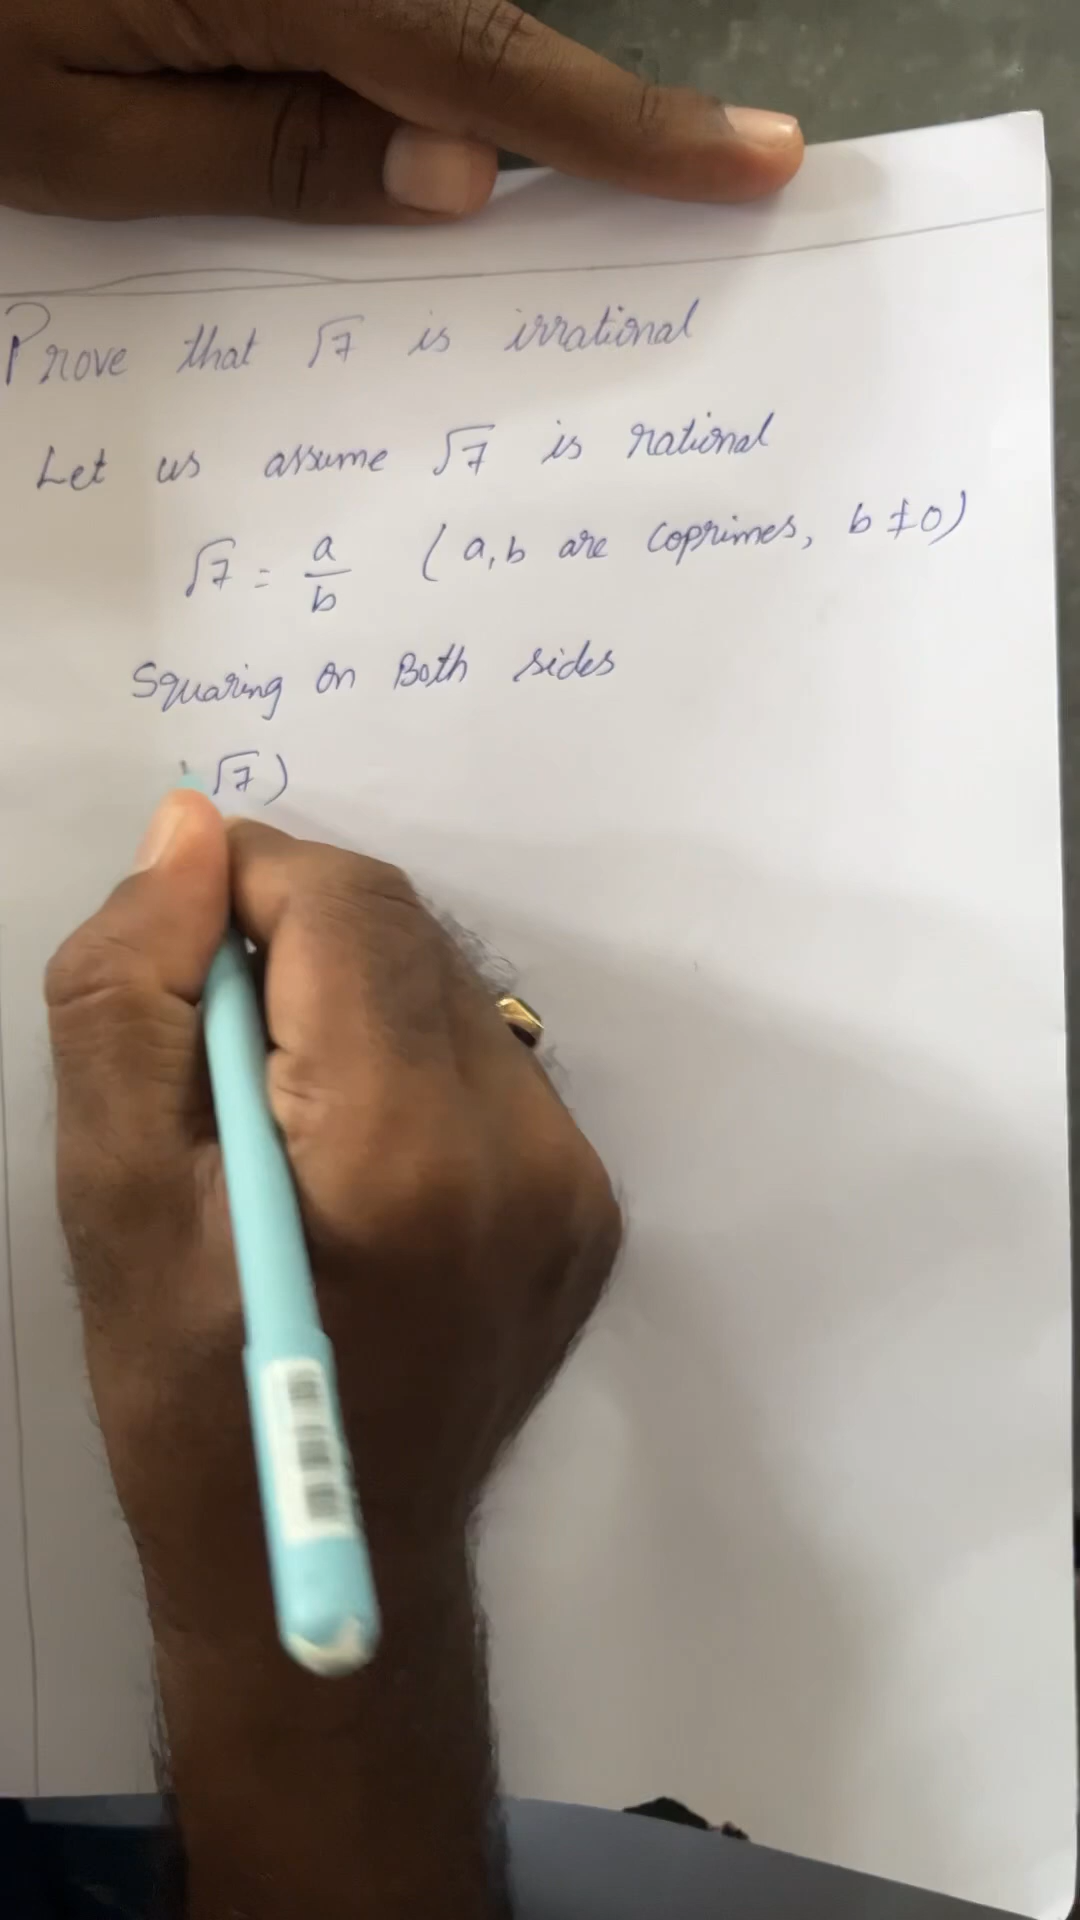 Prove that √7 is irrational
Let us assume √7 is rational
√7 = a/b (a,b are coprimes, b ≠ 0)
Squaring on Both sides
√7)